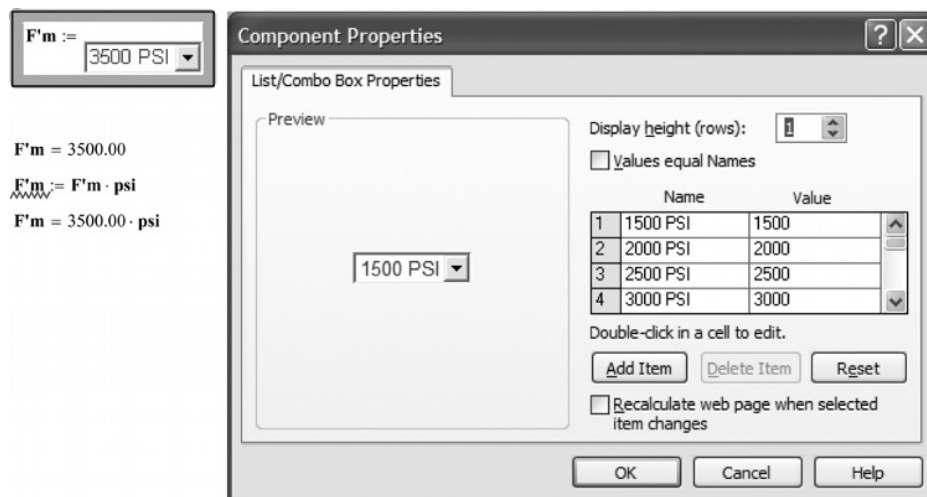 F'm :=
3500 PSI
F'm = 3500.00
F'm := F'm · psi
F'm = 3500.00 · psi
Component Properties
List/Combo Box Properties
Preview
1500 PSI
Display height (rows): 1
Values equal Names
Name Value
1 1500 PSI 1500
2 2000 PSI 2000
3 2500 PSI 2500
4 3000 PSI 3000
Double-click in a cell to edit.
Add Item Delete Item Reset
Recalculate web page when selected
item changes
OK Cancel Help